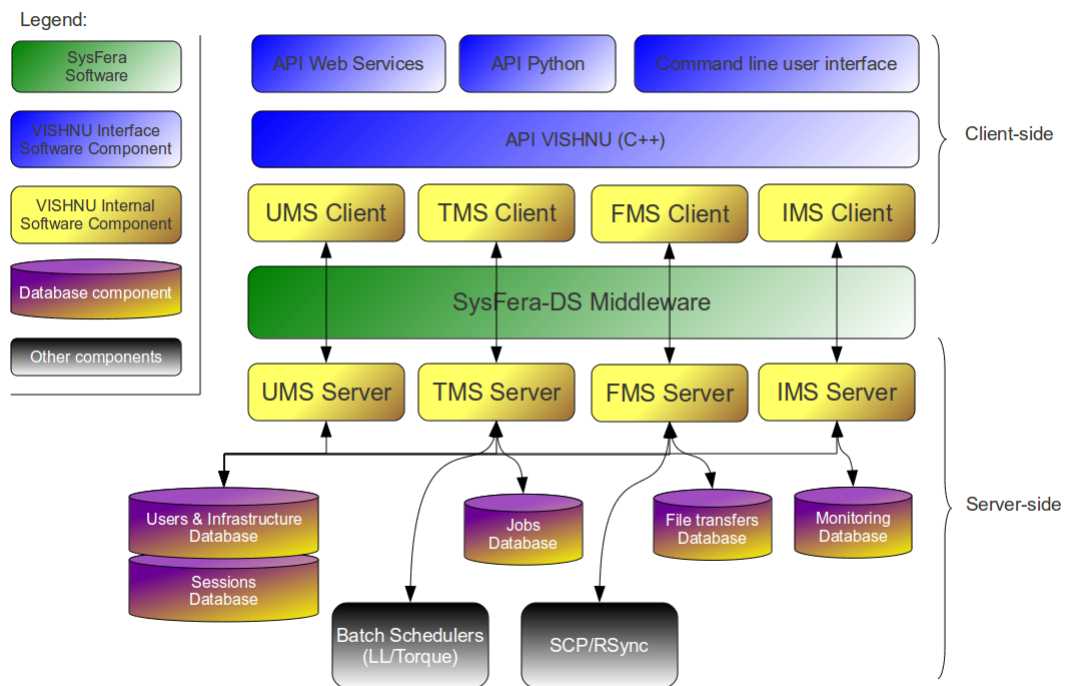 Legend:
SysFera
Software
VISHNU Interface
Software Component
VISHNU Internal
Software Component
Database component
Other components
API Web Services
API Python
Command line user interface
API VISHNU (C++)
UMS Client
TMS Client
FMS Client
IMS Client
Client-side
SysFera-DS Middleware
UMS Server
TMS Server
FMS Server
IMS Server
Users & Infrastructure
Database
Sessions
Database
Jobs
Database
File transfers
Database
Monitoring
Database
Server-side
Batch Schedulers
(LL/Torque)
SCP/RSync